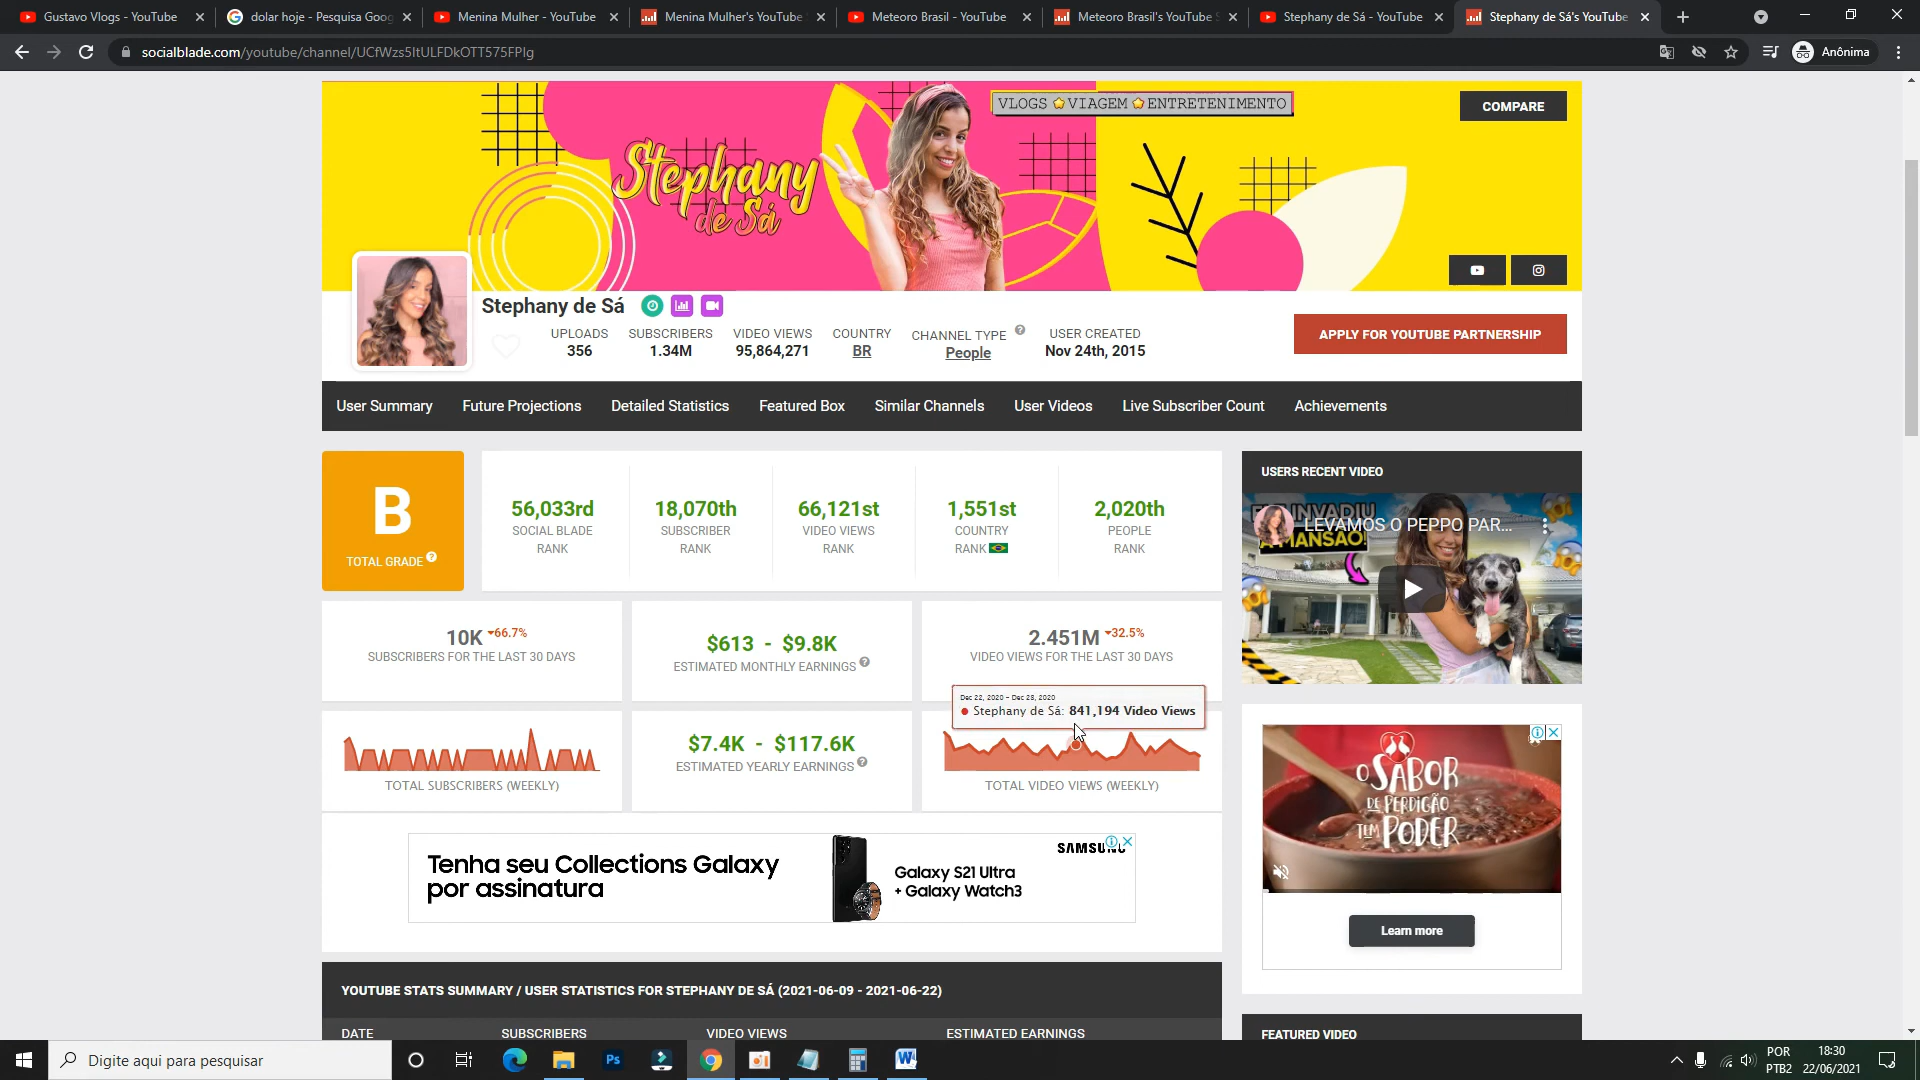 Gustavo Vlogs - YouTube
dolar hoje - Pesquisa Goog
Menina Mulher - YouTube
Menina Mulher's YouTube
Meteoro Brasil - YouTube
Meteoro Brasil's YouTube S
Stephany de Sá - YouTube
Stephany de Sá's YouTube
socialblade.com/youtube/channel/UCfWzs5ItULFDkOTT575FPIg
Anônima
VLOGS VIAGEM ENTRETENIMENTO
COMPARE
Stephany
de Sá
Stephany de Sá
UPLOADS
356
SUBSCRIBERS
1.34M
VIDEO VIEWS
95,864,271
COUNTRY
BR
CHANNEL TYPE
People
USER CREATED
Nov 24th, 2015
APPLY FOR YOUTUBE PARTNERSHIP
User Summary
Future Projections
Detailed Statistics
Featured Box
Similar Channels
User Videos
Live Subscriber Count
Achievements
B
TOTAL GRADE
56,033rd
SOCIAL BLADE
RANK
18,070th
SUBSCRIBER
RANK
66,121st
VIDEO VIEWS
RANK
1,551st
COUNTRY
RANK
2,020th
PEOPLE
RANK
USERS RECENT VIDEO
LEVAMOS O PEPPO PAR...
INVADIU
MANSÃO!
10K 66.7%
SUBSCRIBERS FOR THE LAST 30 DAYS
$613 - $9.8K
ESTIMATED MONTHLY EARNINGS
2.451M 32.5%
VIDEO VIEWS FOR THE LAST 30 DAYS
Dec 22, 2020 - Dec 28, 2020
Stephany de Sá: 841,194 Video Views
TOTAL SUBSCRIBERS (WEEKLY)
$7.4K - $117.6K
ESTIMATED YEARLY EARNINGS
TOTAL VIDEO VIEWS (WEEKLY)
O SABOR
DE PERDIGÃO
TEM
PODER
Learn more
Tenha seu Collections Galaxy
por assinatura
Galaxy S21 Ultra
+ Galaxy Watch3
SAMSUNG
YOUTUBE STATS SUMMARY / USER STATISTICS FOR STEPHANY DE SÁ (2021-06-09 - 2021-06-22)
DATE
SUBSCRIBERS
VIDEO VIEWS
ESTIMATED EARNINGS
FEATURED VIDEO
Digite aqui para pesquisar
Ps
W
POR
PTB2
18:30
22/06/2021